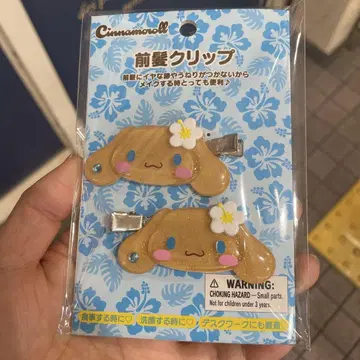 Cinnamoroll
前髪クリップ
前髪にイヤな跡やうねりがつかないから
メイクする時とっても便利♪
WARNING:
CHOKING HAZARD — Small parts.
Not for children under 3 years.
食事する時に♡ 洗顔する時に♡ デスクワークにも最適!